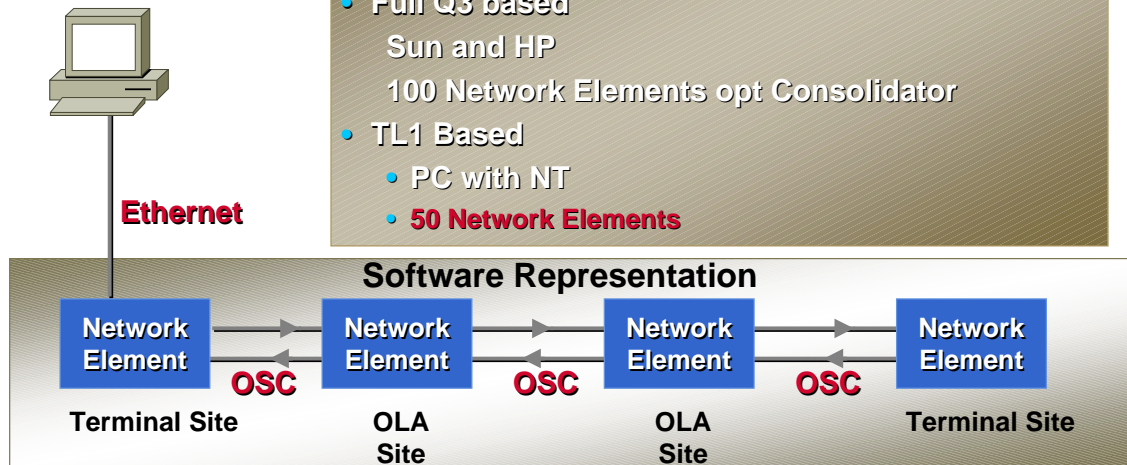 • Full Q3 based
Sun and HP
100 Network Elements opt Consolidator
• TL1 Based
• PC with NT
• 50 Network Elements
Ethernet
Software Representation
Network Element
Network Element
Network Element
Network Element
OSC
OSC
OSC
Terminal Site
OLA Site
OLA Site
Terminal Site